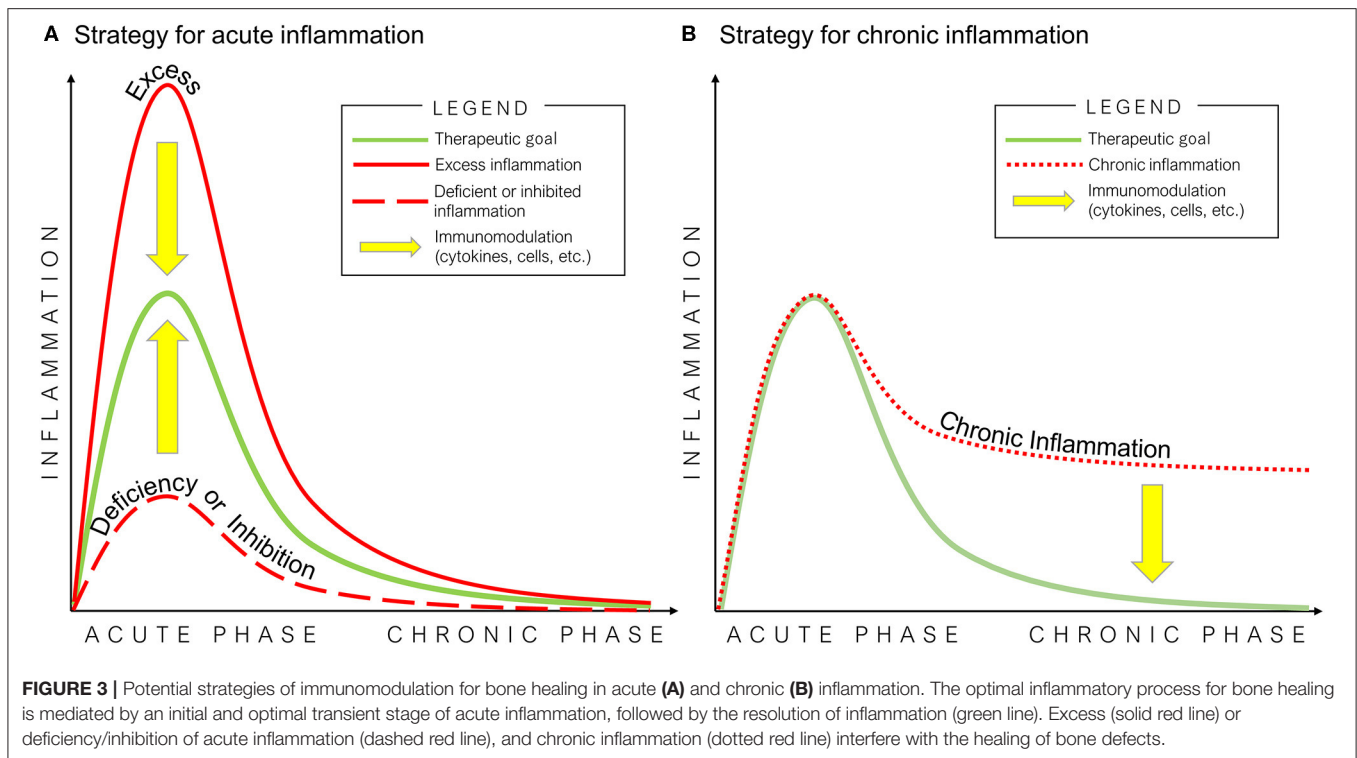 A Strategy for acute inflammation
Excess
LEGEND
Therapeutic goal
Excess inflammation
Deficient or inhibited
inflammation
Immunomodulation
(cytokines, cells, etc.)
INFLAMMATION
Deficiency or Inhibition
ACUTE PHASE CHRONIC PHASE
B Strategy for chronic inflammation
LEGEND
Therapeutic goal
Chronic inflammation
Immunomodulation
(cytokines, cells, etc.)
INFLAMMATION
Chronic Inflammation
ACUTE PHASE CHRONIC PHASE
FIGURE 3 | Potential strategies of immunomodulation for bone healing in acute (A) and chronic (B) inflammation. The optimal inflammatory process for bone healing
is mediated by an initial and optimal transient stage of acute inflammation, followed by the resolution of inflammation (green line). Excess (solid red line) or
deficiency/inhibition of acute inflammation (dashed red line), and chronic inflammation (dotted red line) interfere with the healing of bone defects.